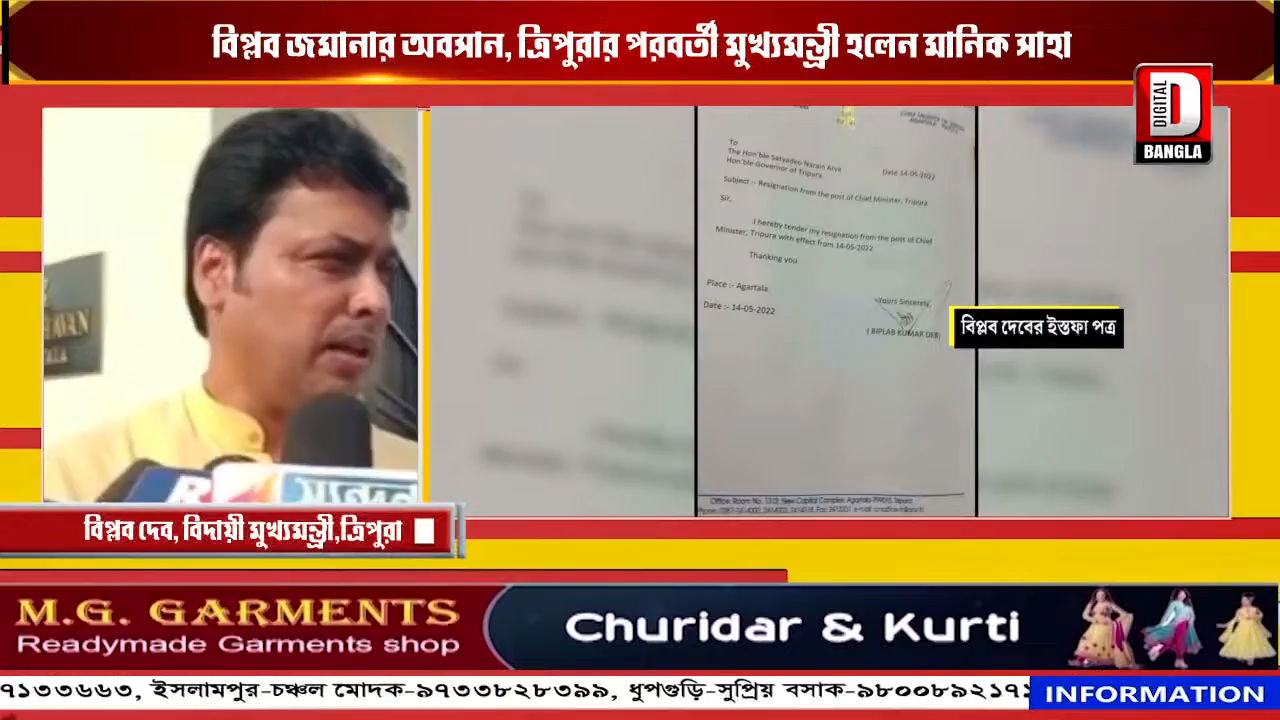 বিপ্লব জমানার অবসান, ত্রিপুরার পরবর্তী মুখ্যমন্ত্রী হলেন মানিক সাহা
DIGITAL
BANGLA
To
The Hon'ble Satyadeo Narain Arya
Hon'ble Governor of Tripura
Date 14-05-2022
Subject :- Resignation from the post of Chief Minister, Tripura
Sir,
I hereby tender my resignation from the post of Chief
Minister, Tripura with effect from 14-05-2022
Thanking you
Place :- Agartala
Date :- 14-05-2022
Yours Sincerely,
( BIPLAB KUMAR DEB)
বিপ্লব দেবের ইস্তফা পত্র
স্যন্দন
বিপ্লব দেব, বিদায়ী মুখ্যমন্ত্রী,ত্রিপুরা
M.G. GARMENTS
Readymade Garments shop
Churidar & Kurti
৭১৩৩৬৬৩, ইসলামপুর-চঞ্চল মোদক-৯৭৩৩৮২৮৩৯৯, ধুপগুড়ি-সুপ্রিয় বসাক-৯৮০০৮৯২১৭১
INFORMATION